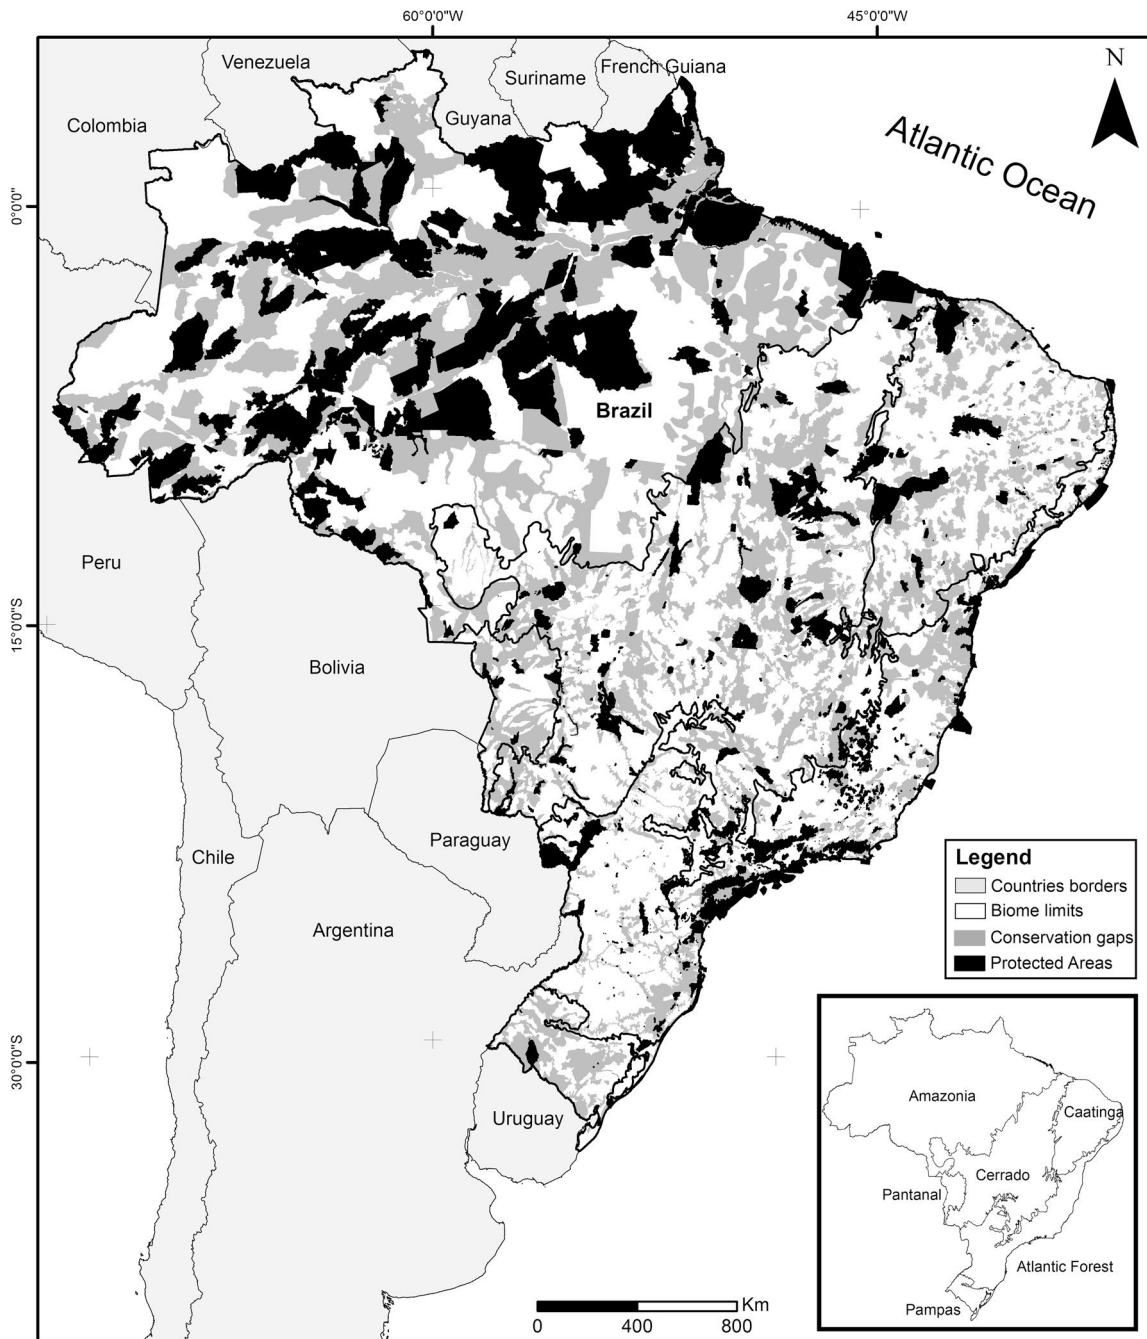 60°0'0"W
45°0'0"W
Venezuela
French Guiana
Suriname
N
Guyana
Colombia
Atlantic Ocean
0°0'0"
Brazil
Peru
15°0'0"S
Bolivia
Paraguay
Chile
Argentina
Legend
Countries borders
Biome limits
Conservation gaps
Protected Areas
30°0'0"S
Uruguay
Amazonia
Caatinga
Cerrado
Pantanal
Atlantic Forest
Pampas
Km
0
400
800